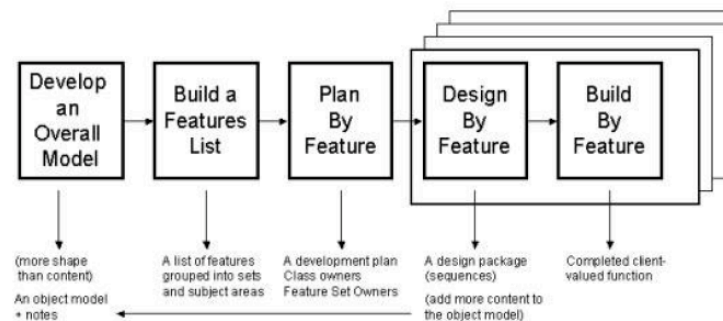 Develop
an
Overall
Model
Build a
Features
List
Plan
By
Feature
Design
By
Feature
Build
By
Feature
(more shape
than content)
An object model
+ notes
A list of features
grouped into sets
and subject areas
A development plan
Class owners
Feature Set Owners
A design package
(sequences)
(add more content to
the object model)
Completed client-
valued function